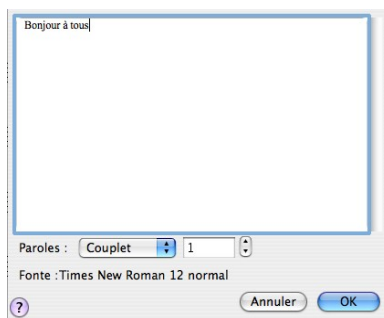 Bonjour à tous
Paroles : Couplet 1
Fonte : Times New Roman 12 normal
? Annuler OK